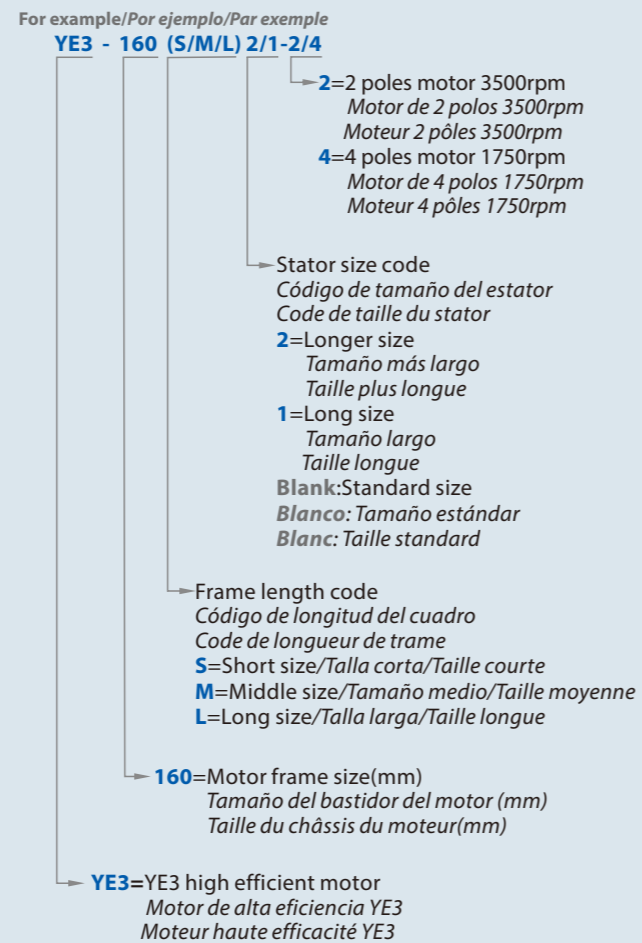 For example/Por ejemplo/Par exemple
YE3 - 160 (S/M/L) 2/1-2/4
2=2 poles motor 3500rpm
Motor de 2 polos 3500rpm
Moteur 2 pôles 3500rpm
4=4 poles motor 1750rpm
Motor de 4 polos 1750rpm
Moteur 4 pôles 1750rpm
Stator size code
Código de tamaño del estator
Code de taille du stator
2=Longer size
Tamaño más largo
Taille plus longue
1=Long size
Tamaño largo
Taille longue
Blank:Standard size
Blanco: Tamaño estándar
Blanc: Taille standard
Frame length code
Código de longitud del cuadro
Code de longueur de trame
S=Short size/Talla corta/Taille courte
M=Middle size/Tamaño medio/Taille moyenne
L=Long size/Talla larga/Taille longue
160=Motor frame size(mm)
Tamaño del bastidor del motor (mm)
Taille du châssis du moteur(mm)
YE3=YE3 high efficient motor
Motor de alta eficiencia YE3
Moteur haute efficacité YE3